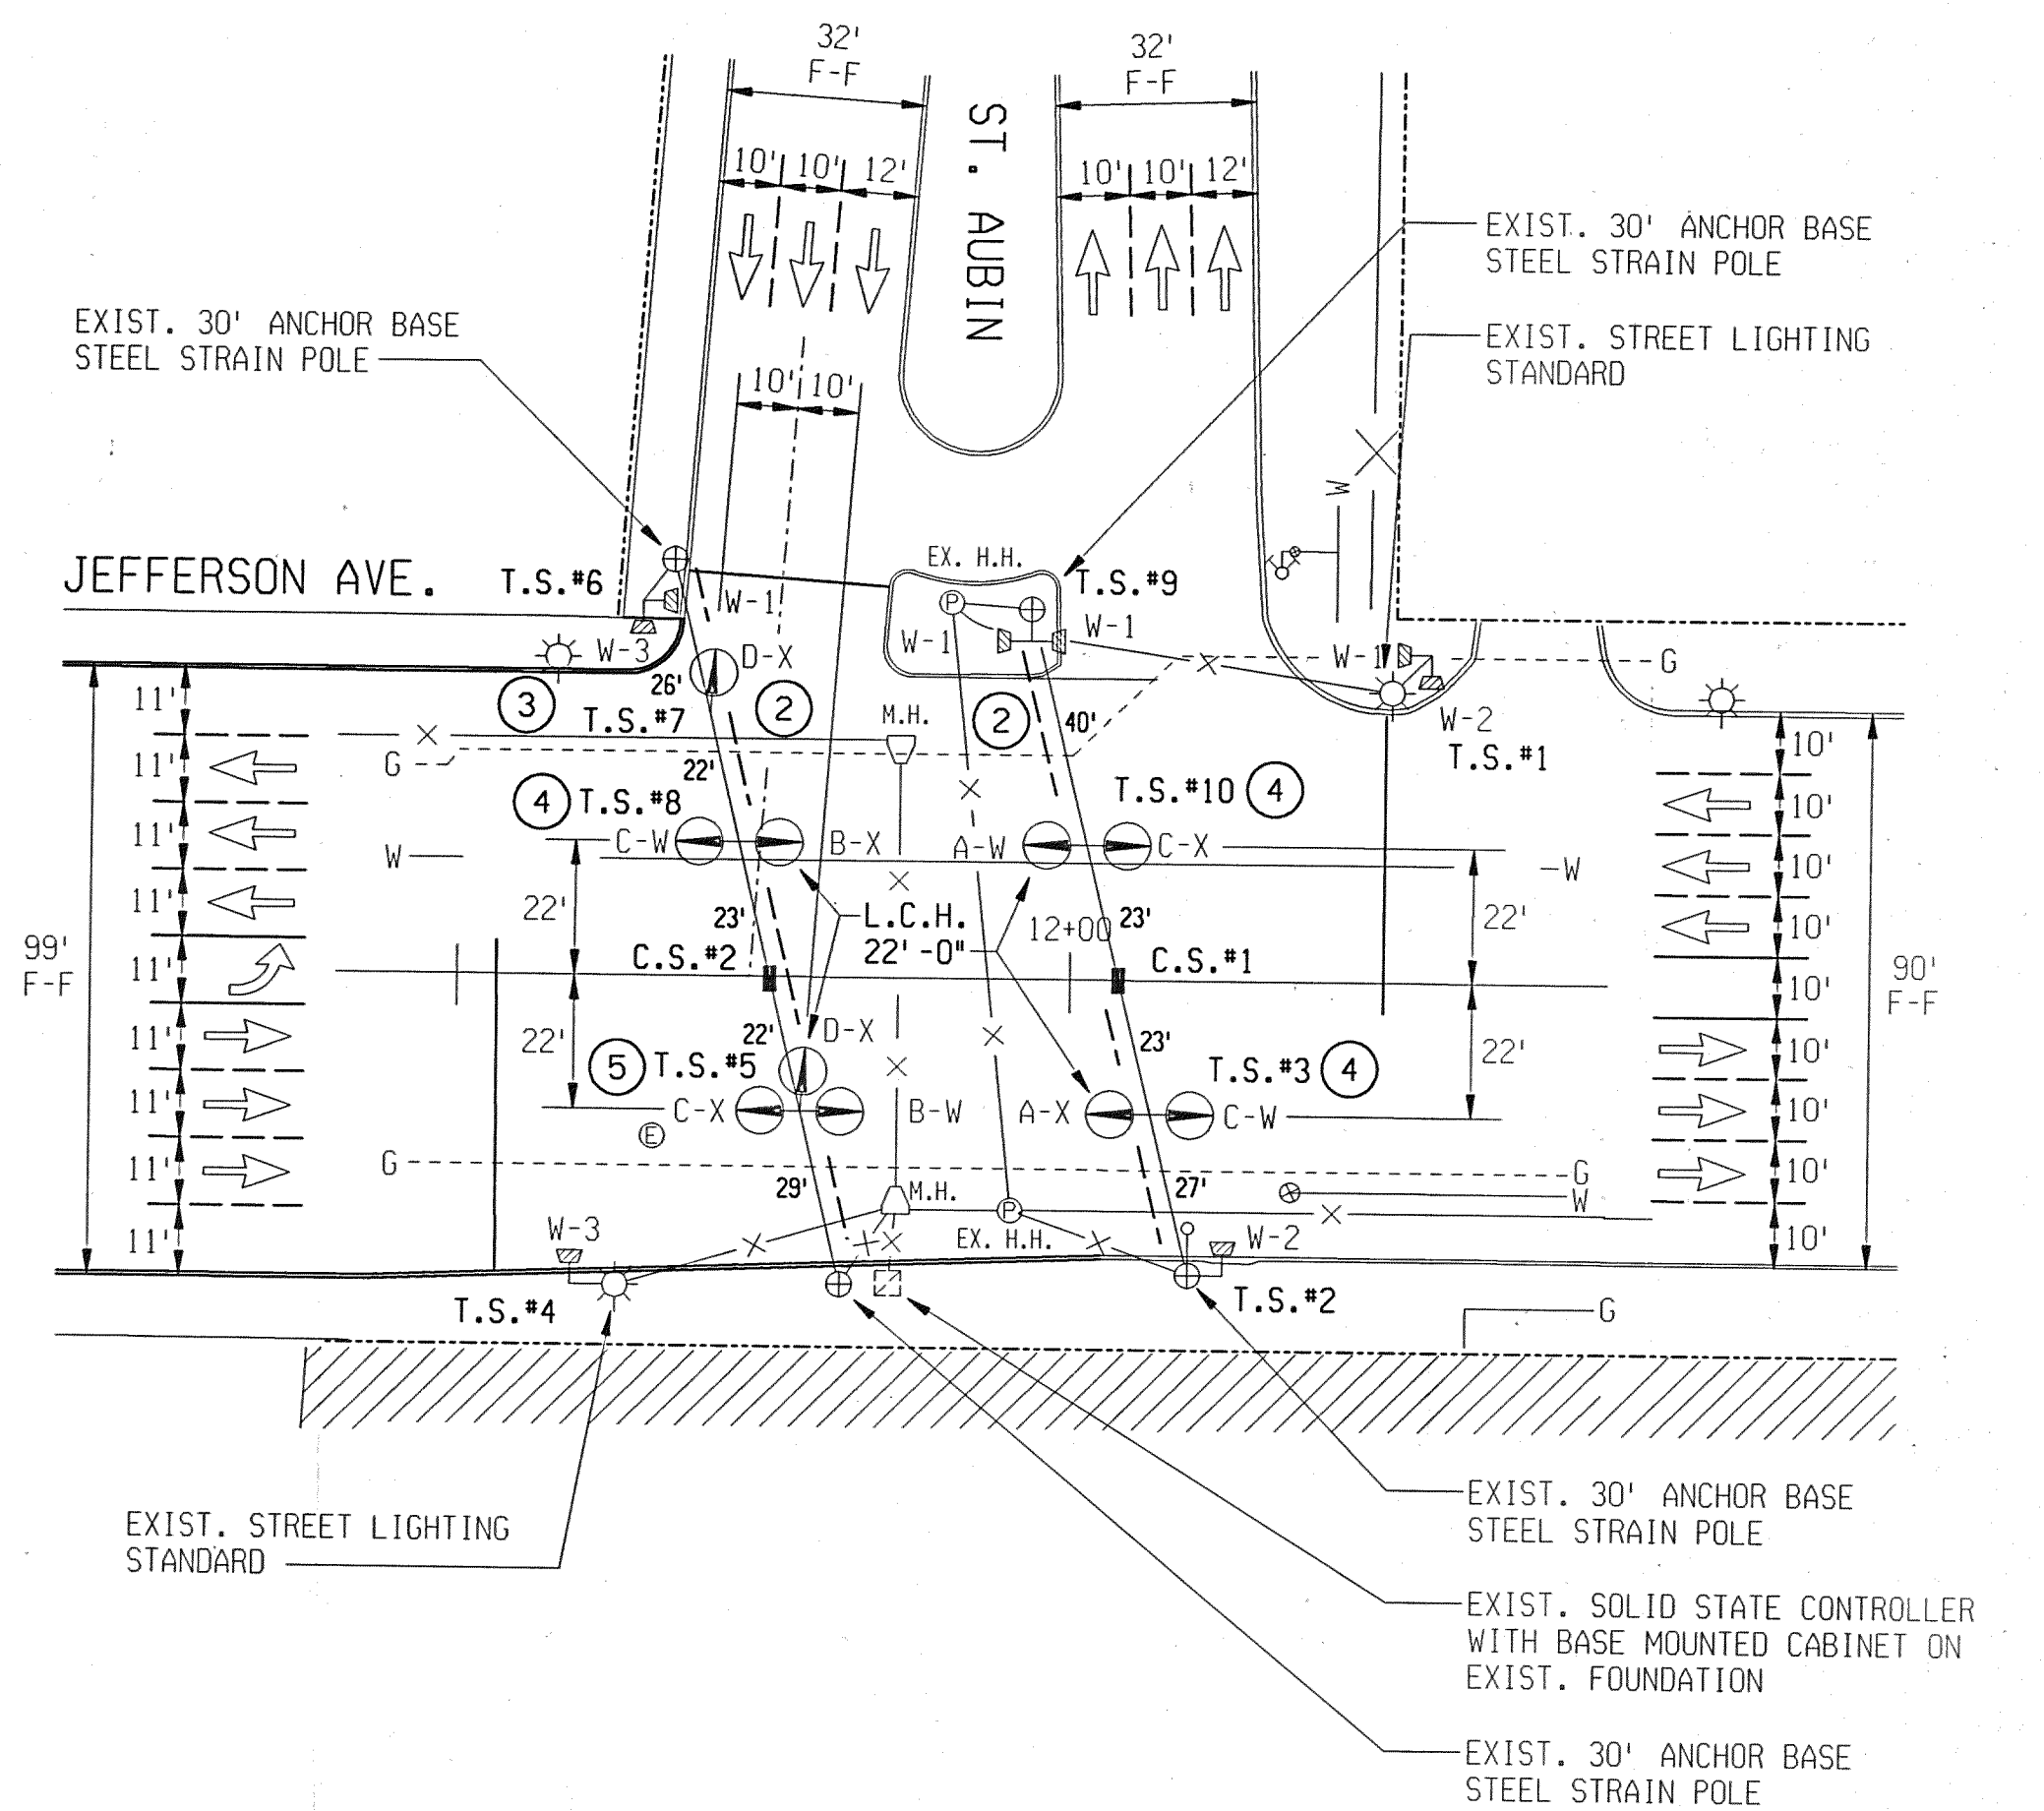 32'
F-F
32'
F-F
10' 10' 12'
10' 10' 12'
ST. AUBIN
EXIST. 30' ANCHOR BASE
STEEL STRAIN POLE
EXIST. 30' ANCHOR BASE
STEEL STRAIN POLE
EXIST. STREET LIGHTING
STANDARD
10' 10'
W
JEFFERSON AVE.
T.S.#6
EX. H.H.
T.S.#9
P
W-1
W-1
W-1
W-1
W-3
D-X
G
26'
3
2
2
T.S.#7
M.H.
40'
W-2
T.S.#1
G
22'
4
T.S.#8
T.S.#10
4
C-W
B-X
A-W
C-X
W
W
22'
23'
L.C.H.
22'-0"
12+00
23'
22'
C.S.#2
C.S.#1
99'
F-F
90'
F-F
11'
11'
11'
11'
11'
11'
11'
11'
11'
10'
10'
10'
10'
10'
10'
10'
10'
10'
22'
22'
D-X
23'
22'
5
T.S.#5
T.S.#3
4
C-X
B-W
A-X
C-W
E
G
G
29'
27'
M.H.
W
P
W-3
EX. H.H.
W-2
T.S.#4
T.S.#2
G
EXIST. STREET LIGHTING
STANDARD
EXIST. 30' ANCHOR BASE
STEEL STRAIN POLE
EXIST. SOLID STATE CONTROLLER
WITH BASE MOUNTED CABINET ON
EXIST. FOUNDATION
EXIST. 30' ANCHOR BASE
STEEL STRAIN POLE